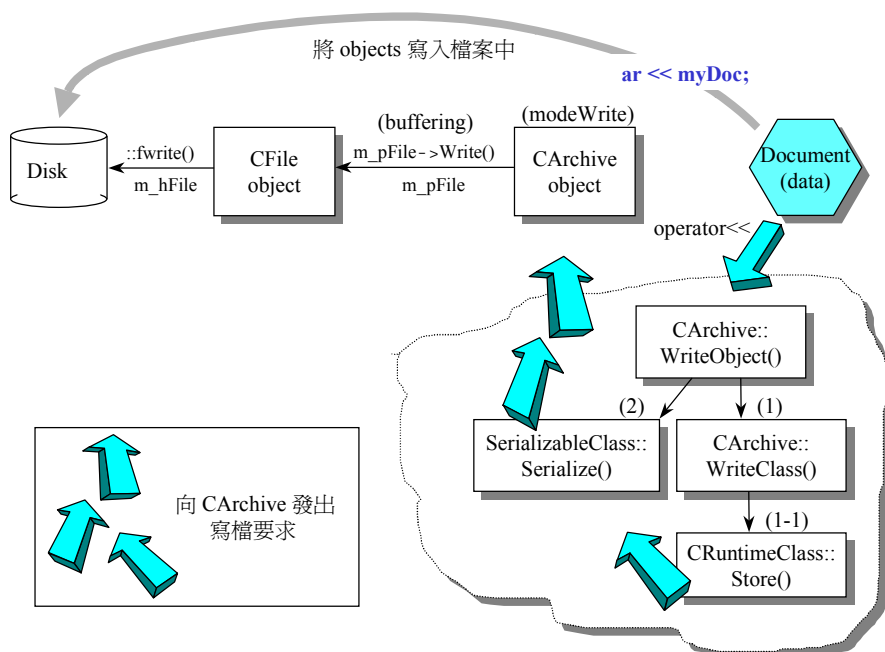 將 objects 寫入檔案中
ar << myDoc;
(buffering)
(modeWrite)
Disk
::fwrite()
m_hFile
CFile
object
m_pFile->Write()
m_pFile
CArchive
object
Document
(data)
operator<<
CArchive::
WriteObject()
(2)
(1)
SerializableClass::
Serialize()
CArchive::
WriteClass()
(1-1)
CRuntimeClass::
Store()
向 CArchive 發出
寫檔要求